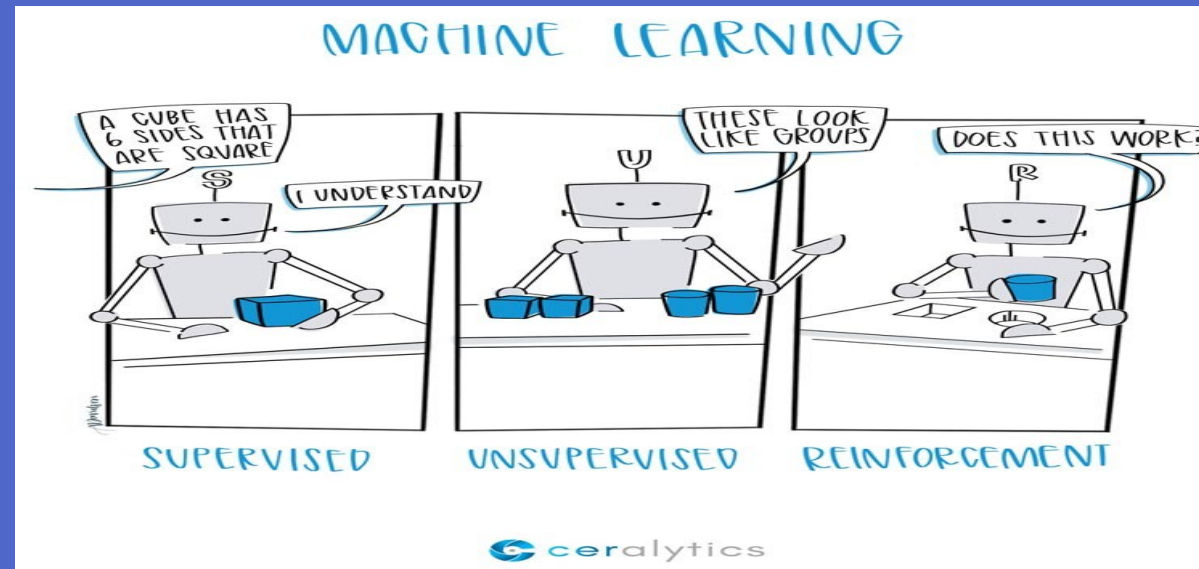 MACHINE LEARNING
A CUBE HAS
6 SIDES THAT
ARE SQUARE
S
I UNDERSTAND
THESE LOOK
LIKE GROUPS
U
DOES THIS WORK?
R
SUPERVISED
UNSUPERVISED
REINFORCEMENT
ceralytics